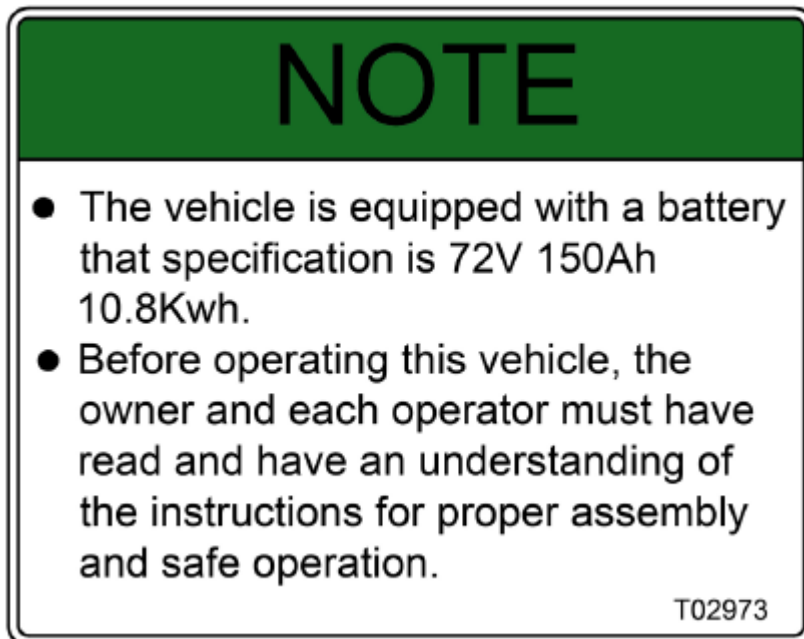 NOTE
● The vehicle is equipped with a battery
that specification is 72V 150Ah
10.8Kwh.
● Before operating this vehicle, the
owner and each operator must have
read and have an understanding of
the instructions for proper assembly
and safe operation.
T02973